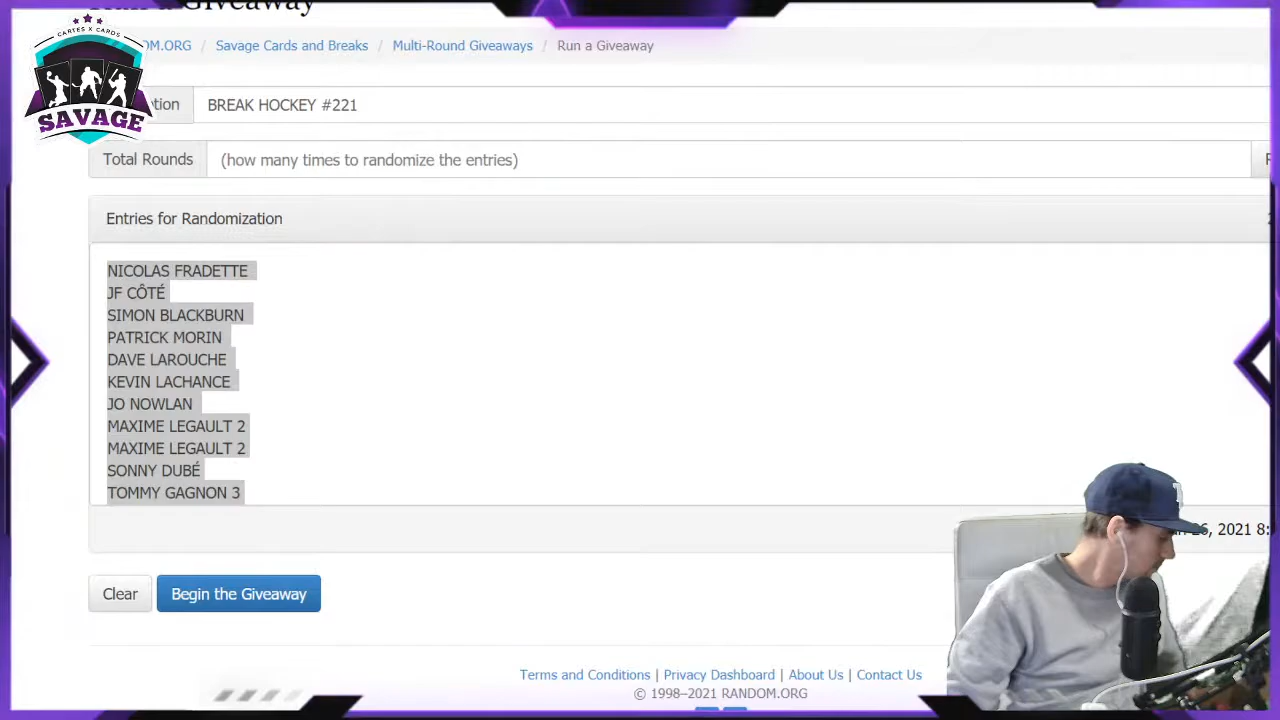 CARTES X CARDS
SAVAGE
OM.ORG / Savage Cards and Breaks / Multi-Round Giveaways / Run a Giveaway
BREAK HOCKEY #221
Total Rounds (how many times to randomize the entries)
Entries for Randomization
NICOLAS FRADETTE
JF CÔTÉ
SIMON BLACKBURN
PATRICK MORIN
DAVE LAROUCHE
KEVIN LACHANCE
JO NOWLAN
MAXIME LEGAULT 2
MAXIME LEGAULT 2
SONNY DUBÉ
TOMMY GAGNON 3
26, 2021 8:
Clear Begin the Giveaway
Terms and Conditions | Privacy Dashboard | About Us | Contact Us
© 1998–2021 RANDOM.ORG